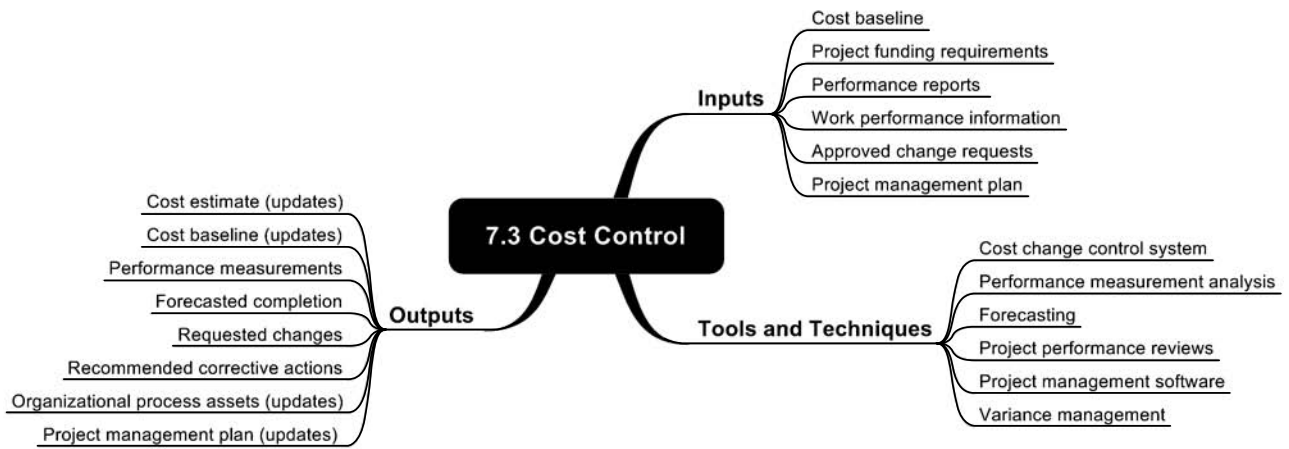 7.3 Cost Control
Inputs
Cost baseline
Project funding requirements
Performance reports
Work performance information
Approved change requests
Project management plan
Tools and Techniques
Cost change control system
Performance measurement analysis
Forecasting
Project performance reviews
Project management software
Variance management
Outputs
Cost estimate (updates)
Cost baseline (updates)
Performance measurements
Forecasted completion
Requested changes
Recommended corrective actions
Organizational process assets (updates)
Project management plan (updates)